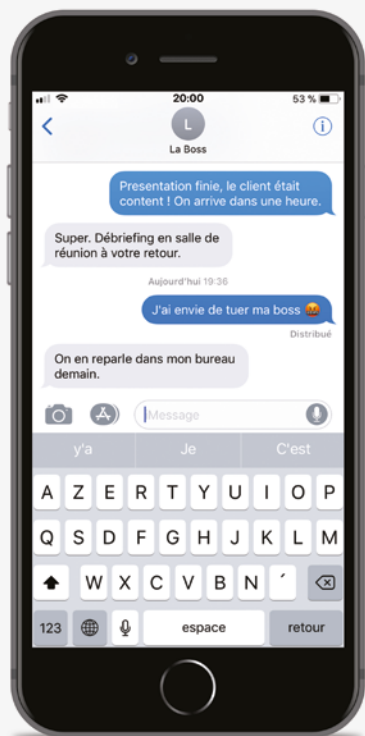 20:00
53 %
L
La Boss
Presentation finie, le client était
content ! On arrive dans une heure.
Super. Débriefing en salle de
réunion à votre retour.
Aujourd'hui 19:36
J'ai envie de tuer ma boss 🤬
Distribué
On en reparle dans mon bureau
demain.
Message
y'a Je C'est
A Z E R T Y U I O P
Q S D F G H J K L M
W X C V B N ´
123 espace retour